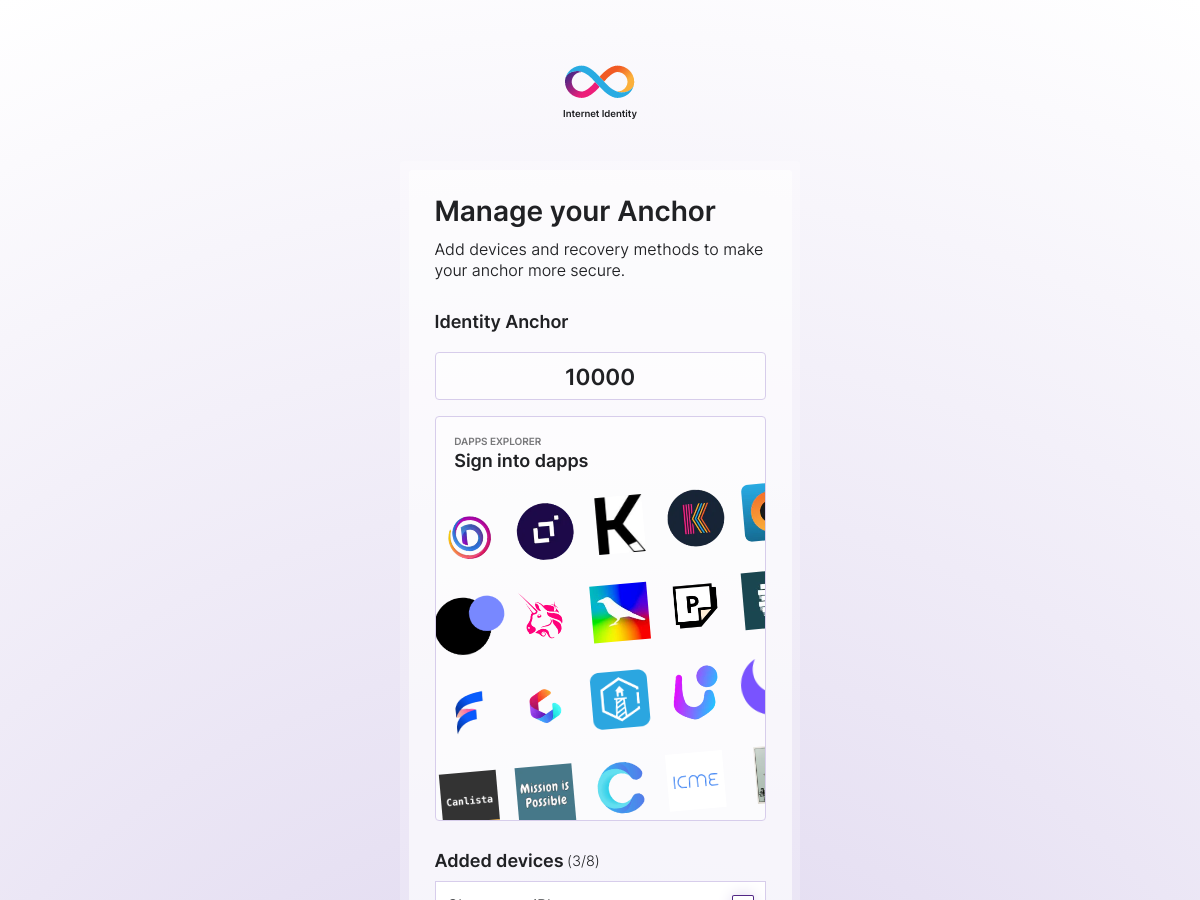 Internet Identity
Manage your Anchor
Add devices and recovery methods to make
your anchor more secure.
Identity Anchor
10000
DAPPS EXPLORER
Sign into dapps
D
K
P
Canlista
Mission is
Possible
ICME
Added devices (3/8)